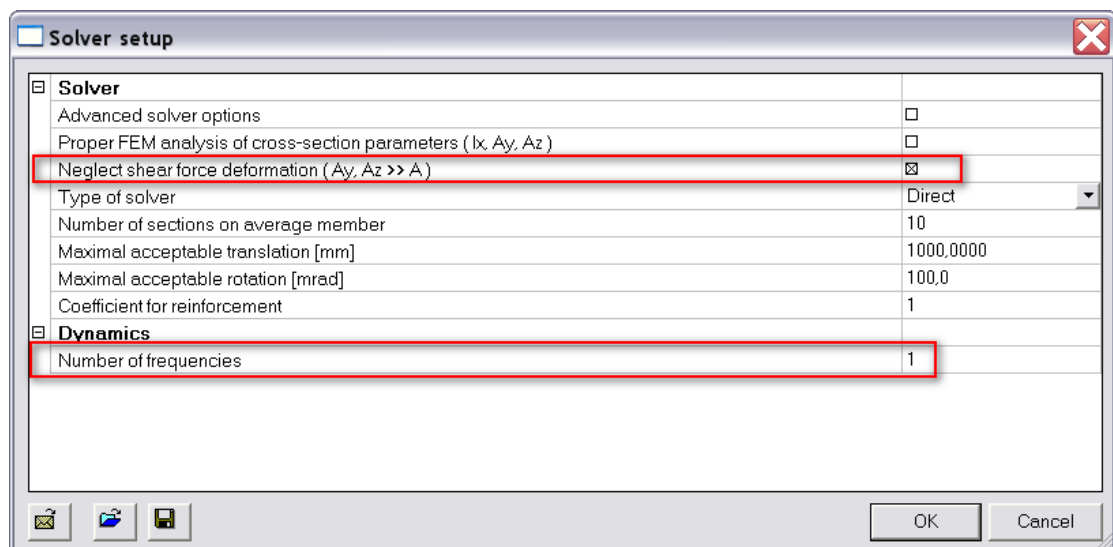 Solver setup
Solver
Advanced solver options
Proper FEM analysis of cross-section parameters ( Ix, Ay, Az )
Neglect shear force deformation ( Ay, Az >> A )
Type of solver Direct
Number of sections on average member 10
Maximal acceptable translation [mm] 1000,0000
Maximal acceptable rotation [mrad] 100,0
Coefficient for reinforcement 1
Dynamics
Number of frequencies 1
OK Cancel